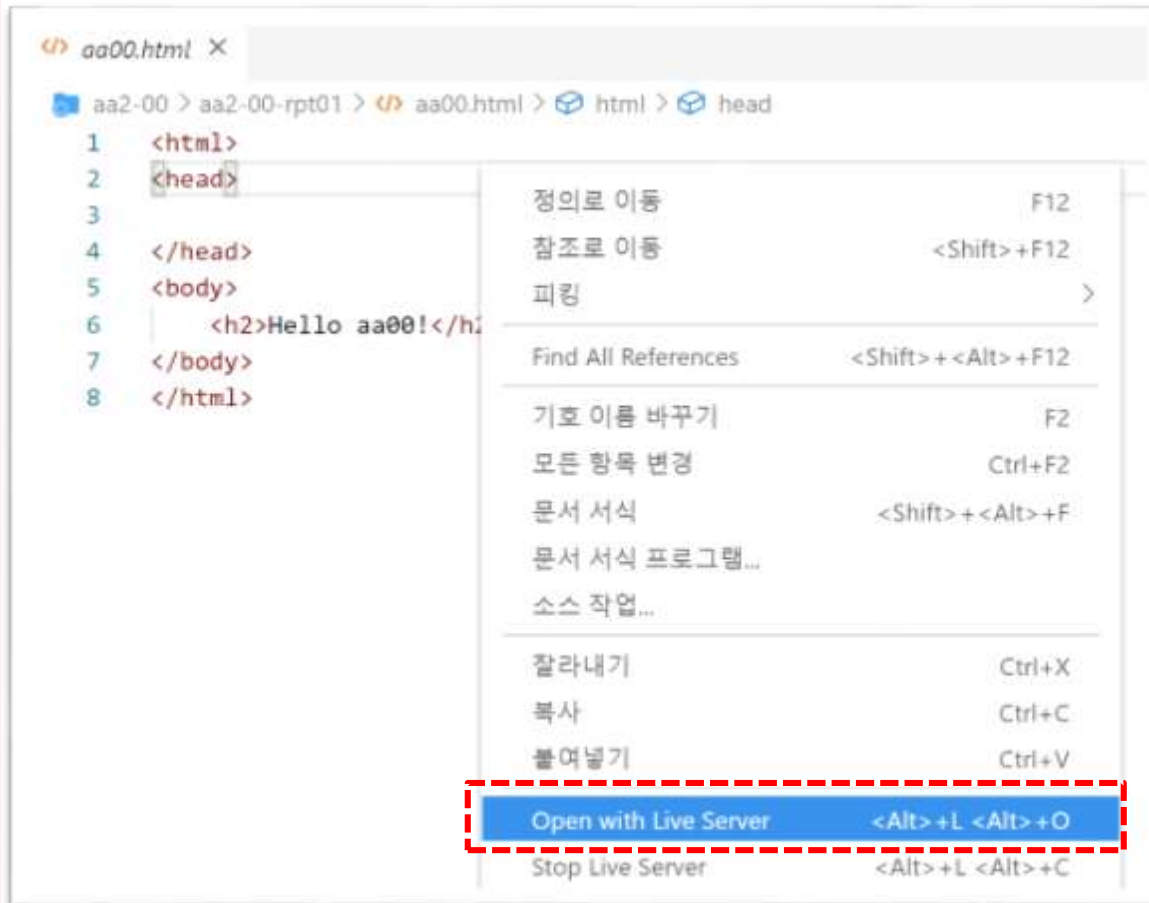 aa00.html
aa2-00 > aa2-00-rpt01 > aa00.html > html > head
1 <html>
2 <head>
3
4 </head>
5 <body>
6 <h2>Hello aa00!</h2
7 </body>
8 </html>
정의로 이동 F12
참조로 이동 <Shift>+F12
피킹 >
Find All References <Shift>+<Alt>+F12
기호 이름 바꾸기 F2
모든 항목 변경 Ctrl+F2
문서 서식 <Shift>+<Alt>+F
문서 서식 프로그램...
소스 작업...
잘라내기 Ctrl+X
복사 Ctrl+C
붙여넣기 Ctrl+V
Open with Live Server <Alt>+L <Alt>+O
Stop Live Server <Alt>+L <Alt>+C